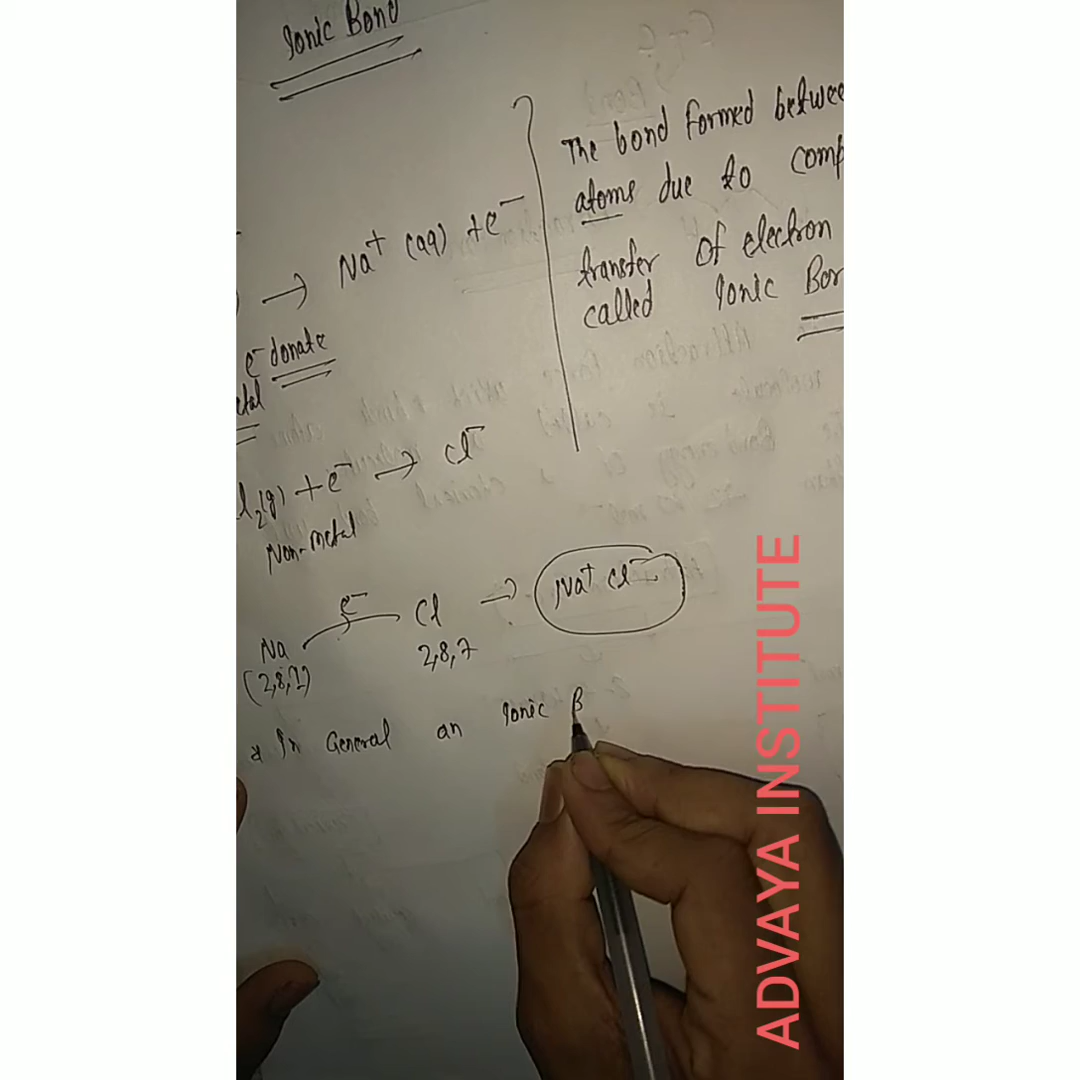 Ionic Bond
→ Na⁺ (aq) + e⁻
e⁻ donate
l₂(g) + e⁻ → Cl⁻
Non-metal
e⁻
Na Cl → Na⁺ Cl⁻
(2,8,1) 2,8,7
In General an Ionic B
The bond formed betwee
atoms due to comp
transfer of electron
called Ionic Bon
ADVAYA INSTITUTE